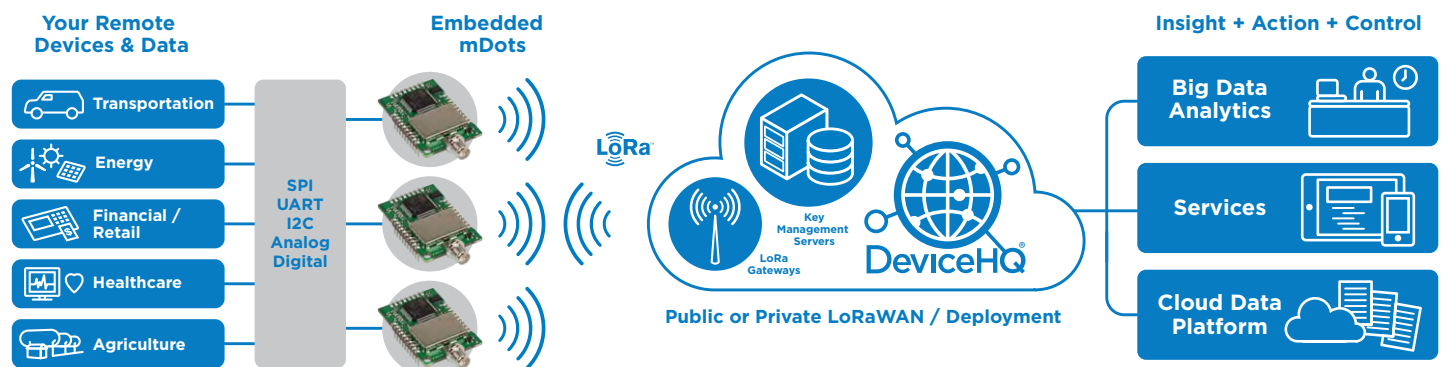 Your Remote
Devices & Data
Transportation
Energy
Financial /
Retail
Healthcare
Agriculture
SPI
UART
I2C
Analog
Digital
Embedded
mDots
LoRa™
LoRa
Gateways
Key
Management
Servers
DeviceHQ®
Public or Private LoRaWAN / Deployment
Insight + Action + Control
Big Data
Analytics
Services
Cloud Data
Platform